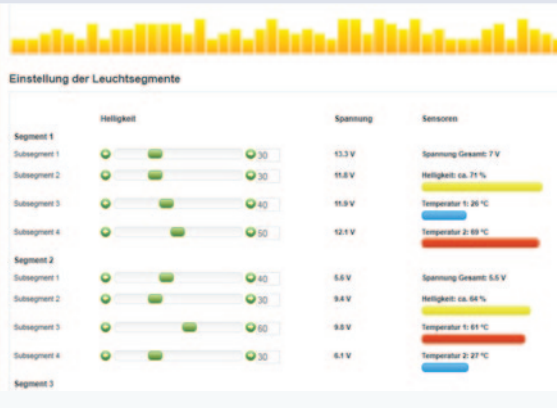 Einstellung der Leuchtsegmente
Helligkeit Spannung Sensoren
Segment 1
Subsegment 1 30 13.3 V Spannung Gesamt: 7 V
Subsegment 2 30 11.8 V Helligkeit: ca. 71 %
Subsegment 3 40 11.9 V Temperatur 1: 26 °C
Subsegment 4 50 12.1 V Temperatur 2: 69 °C
Segment 2
Subsegment 1 40 5.5 V Spannung Gesamt: 5.5 V
Subsegment 2 30 9.4 V Helligkeit: ca. 64 %
Subsegment 3 60 9.8 V Temperatur 1: 61 °C
Subsegment 4 30 6.1 V Temperatur 2: 27 °C
Segment 3